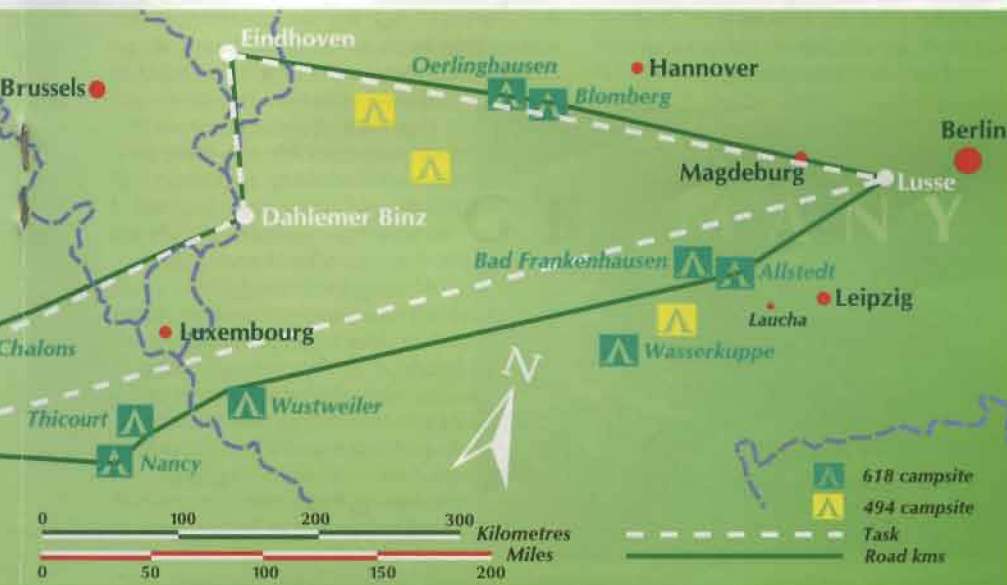 Eindhoven
Brussels
Oerlinghausen
Hannover
Blomberg
Berlin
Magdeburg
Lusse
Dahlemer Binz
Bad Frankenhausen
Allstedt
Leipzig
Laucha
Luxembourg
Chalons
Wasserkuppe
N
Wustweiler
Thicourt
Nancy
618 campsite
494 campsite
Task
Road kms
0 100 200 300
Kilometres
Miles
0 50 100 150 200